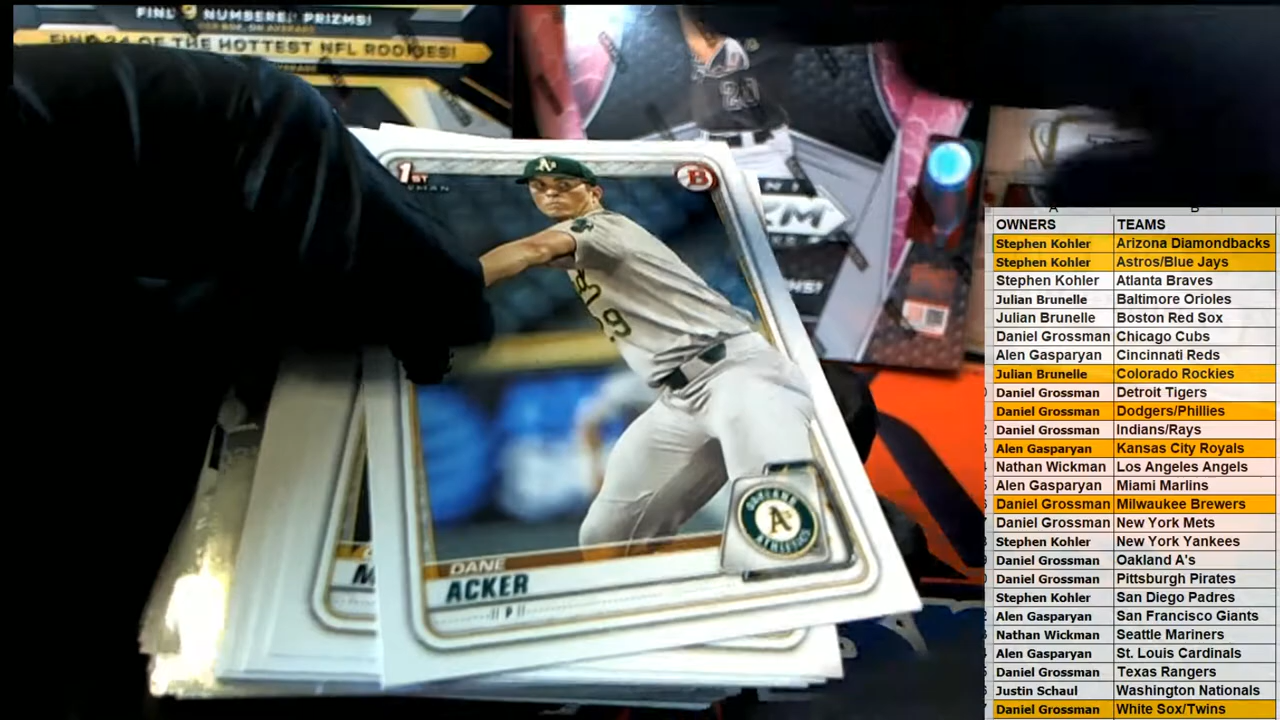 FIND 9 NUMBERED PRIZMS!
FIND 24 OF THE HOTTEST NFL ROOKIES!
20
1ST
B
A's
9
OAKLAND
A's
ATHLETICS
DANE
ACKER
P
M
OWNERS TEAMS
Stephen Kohler Arizona Diamondbacks
Stephen Kohler Astros/Blue Jays
Stephen Kohler Atlanta Braves
Julian Brunelle Baltimore Orioles
Julian Brunelle Boston Red Sox
Daniel Grossman Chicago Cubs
Alen Gasparyan Cincinnati Reds
Julian Brunelle Colorado Rockies
Daniel Grossman Detroit Tigers
Daniel Grossman Dodgers/Phillies
Daniel Grossman Indians/Rays
Alen Gasparyan Kansas City Royals
Nathan Wickman Los Angeles Angels
Alen Gasparyan Miami Marlins
Daniel Grossman Milwaukee Brewers
Daniel Grossman New York Mets
Stephen Kohler New York Yankees
Daniel Grossman Oakland A's
Daniel Grossman Pittsburgh Pirates
Stephen Kohler San Diego Padres
Alen Gasparyan San Francisco Giants
Nathan Wickman Seattle Mariners
Alen Gasparyan St. Louis Cardinals
Daniel Grossman Texas Rangers
Justin Schaul Washington Nationals
Daniel Grossman White Sox/Twins